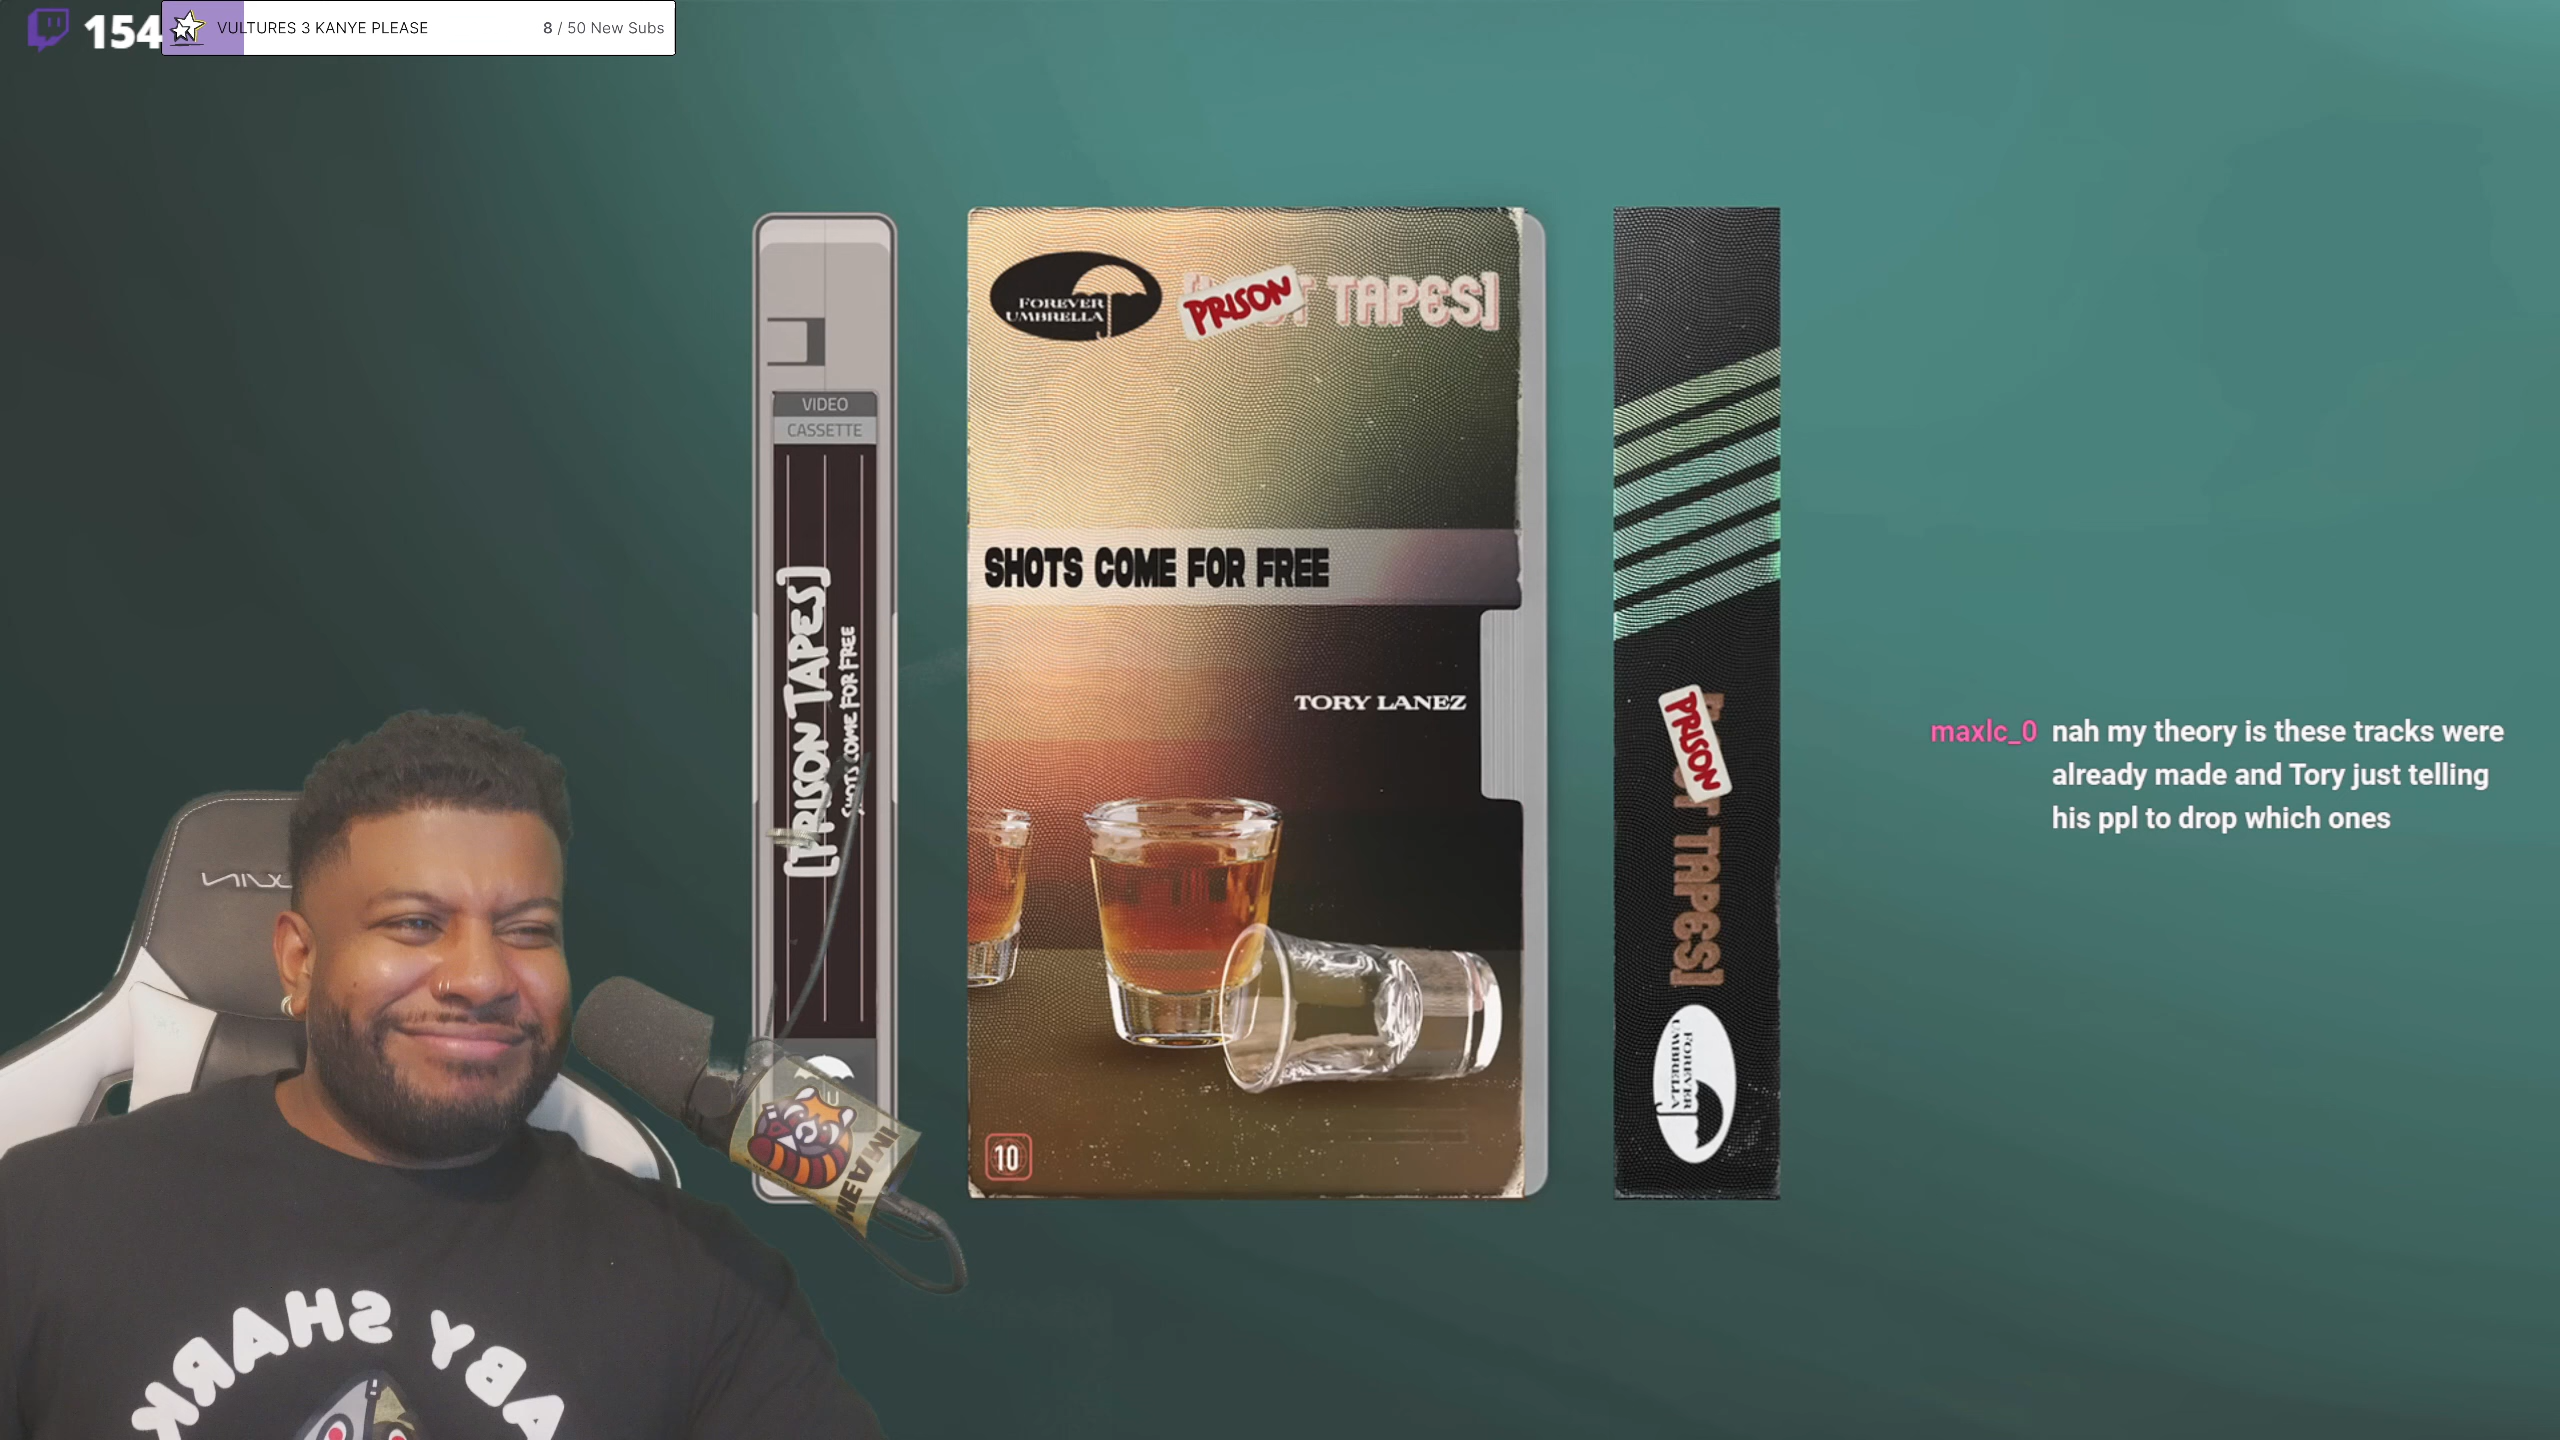 154
VULTURES 3 KANYE PLEASE
8 / 50 New Subs
FOREVER
UMBRELLA
PRISON
T TAPES]
SHOTS COME FOR FREE
TORY LANEZ
10
VIDEO
CASSETTE
[PRISON TAPES]
SHOTS COME FOR FREE
PRISON
T TAPES]
FOREVER
UMBRELLA
maxlc_0 nah my theory is these tracks were
already made and Tory just telling
his ppl to drop which ones
ABY SHARK